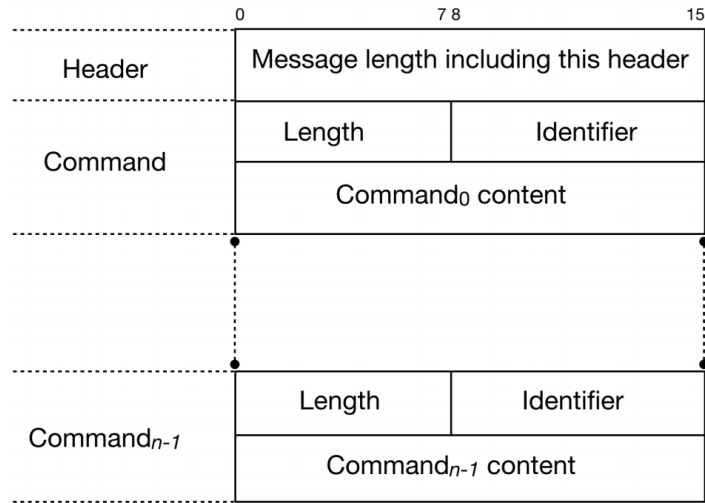 0 7 8 15
Header Message length including this header
Length Identifier
Command
Command0 content
Length Identifier
Commandn-1
Commandn-1 content